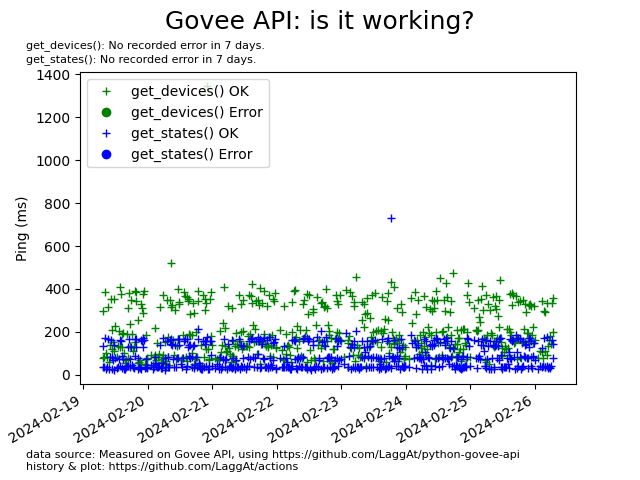 Govee API: is it working?
get_devices(): No recorded error in 7 days.
get_states(): No recorded error in 7 days.
1400
1200
1000
800
600
400
200
0
Ping (ms)
get_devices() OK
get_devices() Error
get_states() OK
get_states() Error
2024-02-19
2024-02-20
2024-02-21
2024-02-22
2024-02-23
2024-02-24
2024-02-25
2024-02-26
data source: Measured on Govee API, using https://github.com/LaggAt/python-govee-api
history & plot: https://github.com/LaggAt/actions